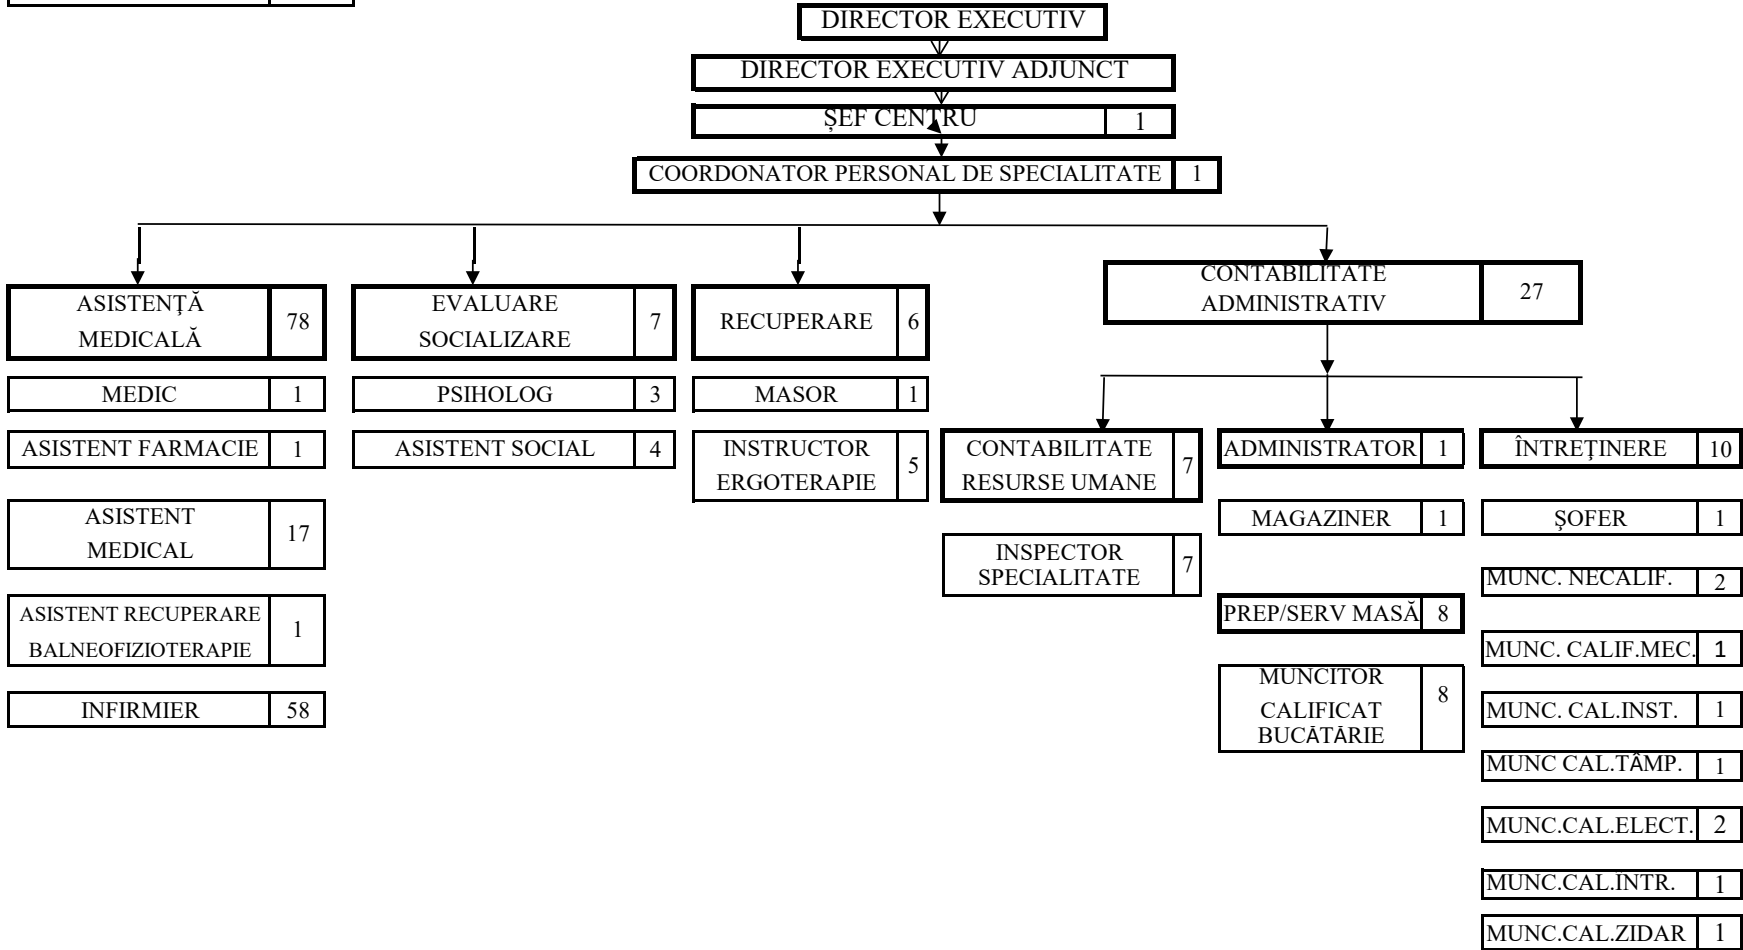 DIRECTOR EXECUTIV
DIRECTOR EXECUTIV ADJUNCT
ȘEF CENTRU 1
COORDONATOR PERSONAL DE SPECIALITATE 1
ASISTENŢĂ
MEDICALĂ
78
EVALUARE
SOCIALIZARE
7
RECUPERARE 6
CONTABILITATE
ADMINISTRATIV
27
MEDIC 1
ASISTENT FARMACIE 1
ASISTENT
MEDICAL
17
ASISTENT RECUPERARE
BALNEOFIZIOTERAPIE
1
INFIRMIER 58
PSIHOLOG 3
ASISTENT SOCIAL 4
MASOR 1
INSTRUCTOR
ERGOTERAPIE
5
CONTABILITATE
RESURSE UMANE
7
INSPECTOR
SPECIALITATE
7
ADMINISTRATOR 1
MAGAZINER 1
PREP/SERV MASĂ 8
MUNCITOR
CALIFICAT
BUCĂTĂRIE
8
ÎNTREŢINERE 10
ŞOFER 1
MUNC. NECALIF. 2
MUNC. CALIF.MEC. 1
MUNC. CAL.INST. 1
MUNC CAL.TÂMP. 1
MUNC.CAL.ELECT. 2
MUNC.CAL.ÎNTR. 1
MUNC.CAL.ZIDAR 1